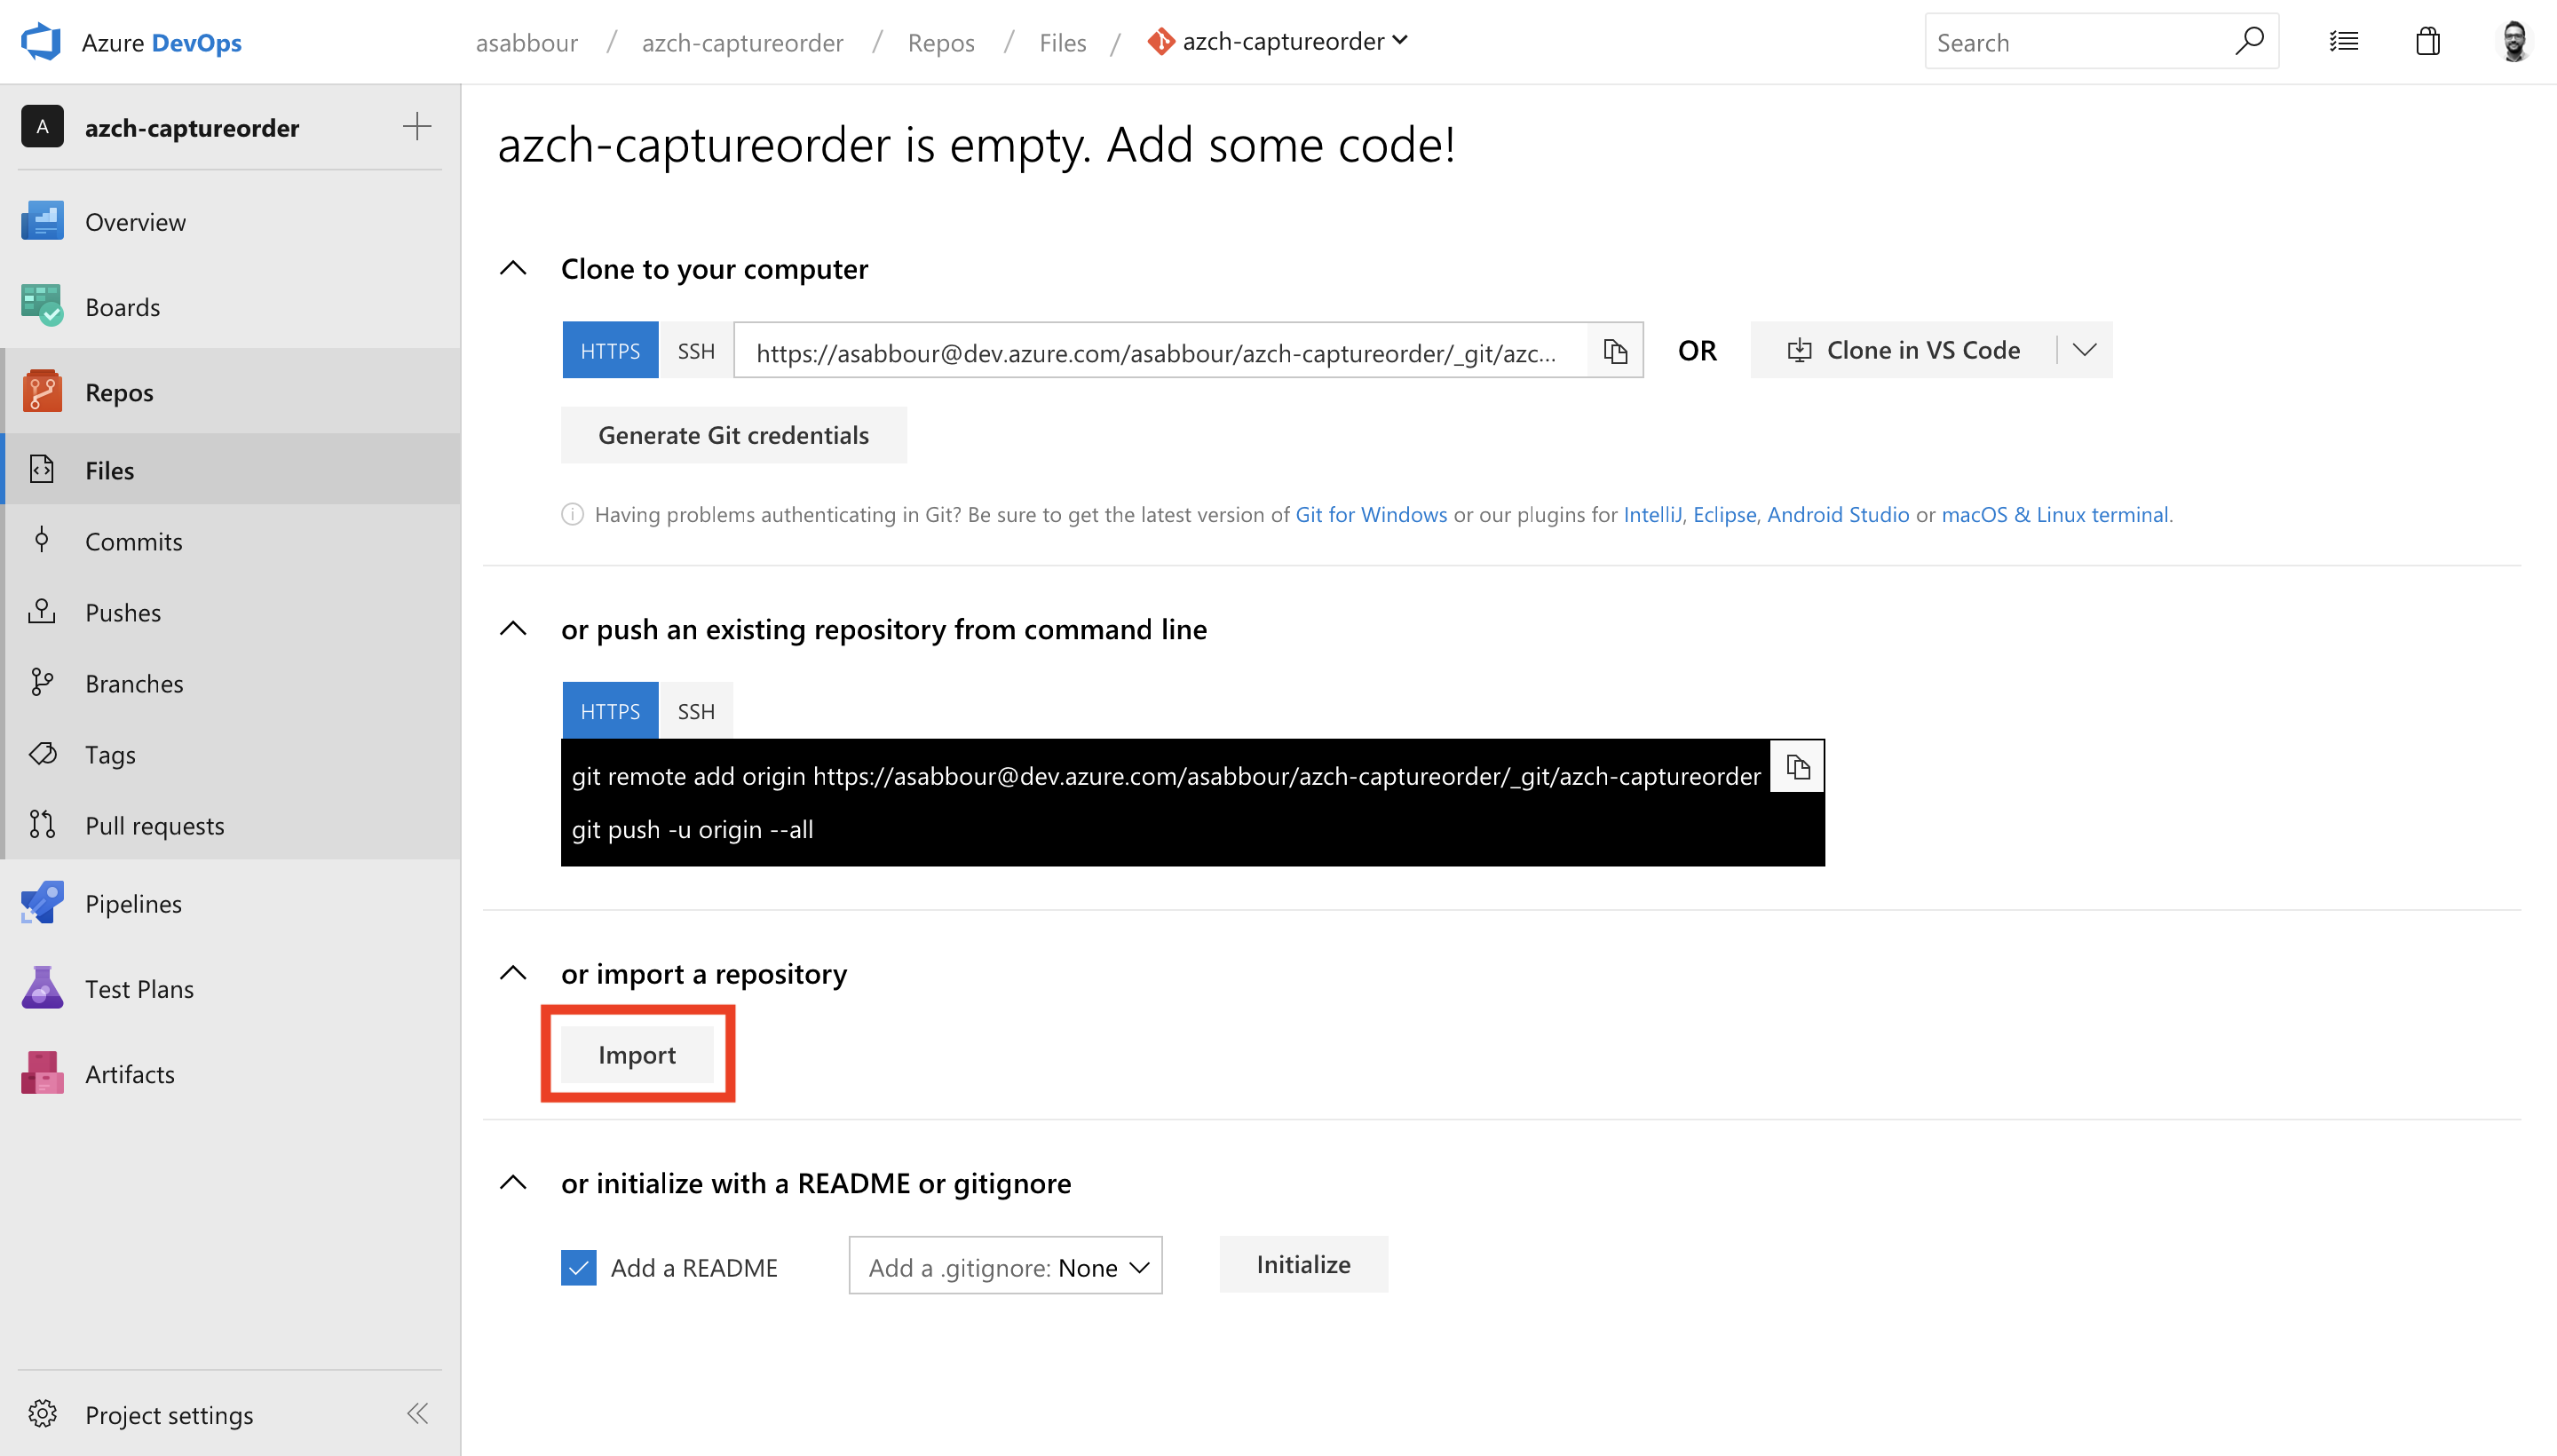 Azure DevOps
asabbour / azch-captureorder / Repos / Files / azch-captureorder
Search
A azch-captureorder
Overview
Boards
Repos
Files
Commits
Pushes
Branches
Tags
Pull requests
Pipelines
Test Plans
Artifacts
Project settings
azch-captureorder is empty. Add some code!
Clone to your computer
HTTPS SSH https://asabbour@dev.azure.com/asabbour/azch-captureorder/_git/azc... OR Clone in VS Code
Generate Git credentials
Having problems authenticating in Git? Be sure to get the latest version of Git for Windows or our plugins for IntelliJ, Eclipse, Android Studio or macOS & Linux terminal.
or push an existing repository from command line
HTTPS SSH
git remote add origin https://asabbour@dev.azure.com/asabbour/azch-captureorder/_git/azch-captureorder
git push -u origin --all
or import a repository
Import
or initialize with a README or gitignore
Add a README Add a .gitignore: None Initialize